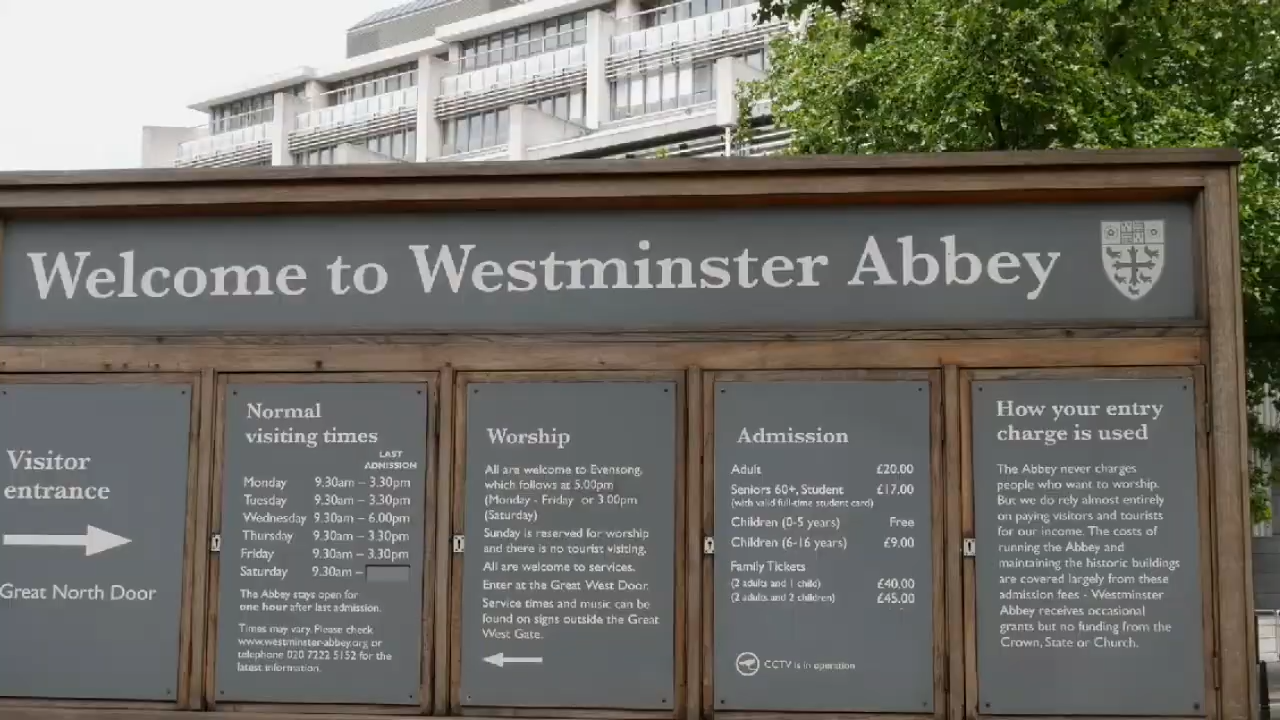 Welcome to Westminster Abbey
Visitor
entrance
Great North Door
Normal
visiting times
LAST
ADMISSION
Monday 9.30am – 3.30pm
Tuesday 9.30am – 3.30pm
Wednesday 9.30am – 6.00pm
Thursday 9.30am – 3.30pm
Friday 9.30am – 3.30pm
Saturday 9.30am –
The Abbey stays open for
one hour after last admission.
Times may vary. Please check
www.westminster-abbey.org or
telephone 020 7222 5152 for the
latest information.
Worship
All are welcome to Evensong,
which follows at 5.00pm
(Monday - Friday or 3.00pm
(Saturday)
Sunday is reserved for worship
and there is no tourist visiting.
All are welcome to services.
Enter at the Great West Door.
Service times and music can be
found on signs outside the Great
West Gate.
Admission
Adult £20.00
Seniors 60+, Student £17.00
(with valid full-time student card)
Children (0-5 years) Free
Children (6-16 years) £9.00
Family Tickets
(2 adults and 1 child) £40.00
(2 adults and 2 children) £45.00
CCTV is in operation
How your entry
charge is used
The Abbey never charges
people who want to worship.
But we do rely almost entirely
on paying visitors and tourists
for our income. The costs of
running the Abbey and
maintaining the historic buildings
are covered largely from these
admission fees - Westminster
Abbey receives occasional
grants but no funding from the
Crown, State or Church.